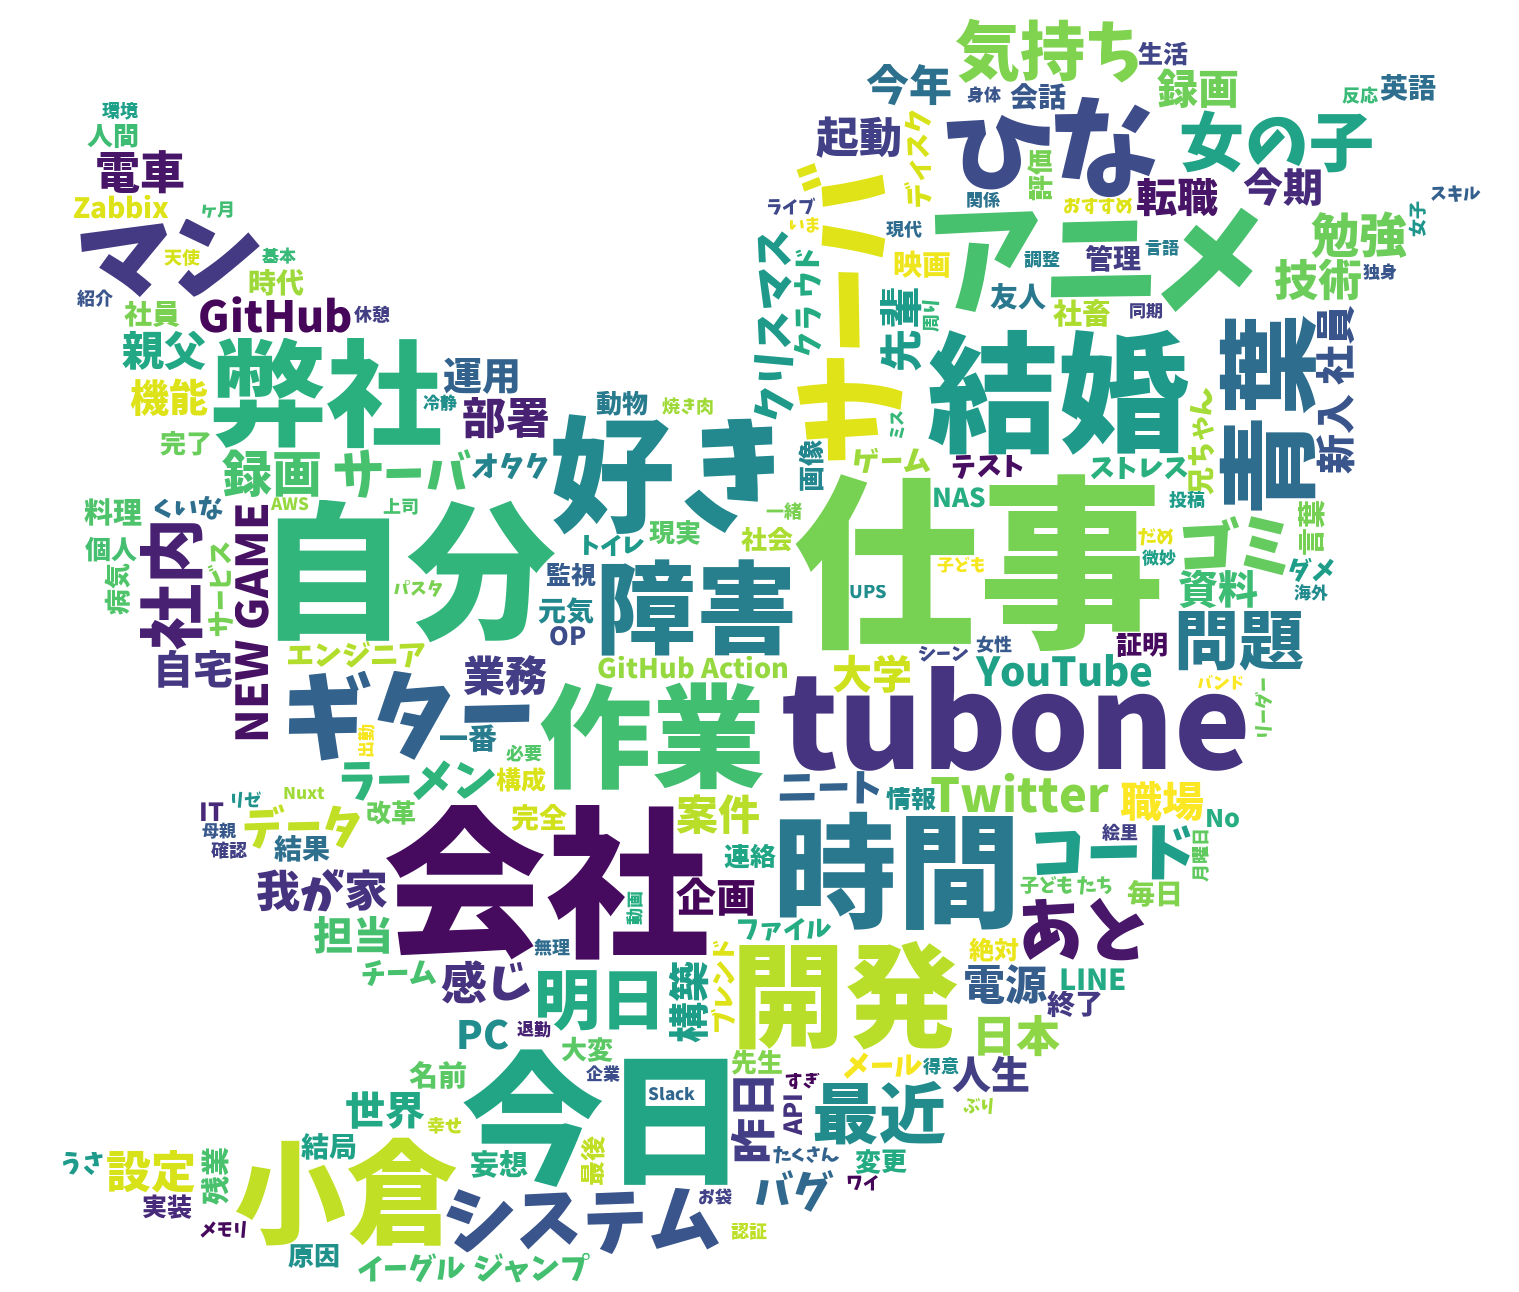 気持ち
生活
今年
録画
英語
反応
身体
会話
環境
人間
起動
ディスク
ひな
女の子
電車
評価
転職
今期
スキル
Zabbix
ヶ月
ライブ
関係
おすすめ
女子
マン
天使
基本
いま
現代
アニメ
勉強
サーバー
クリスマス
クラウド
映画
調整
管理
言語
技術
独身
時代
紹介
社員
GitHub
休憩
友人
社畜
同期
先輩
周り
青葉
新入社員
親父
弊社
運用
結婚
機能
冷静
部署
動物
焼き肉
好き
ミス
兄ちゃん
完了
録画
サーバ
オタク
画像
ゲーム
テスト
ストレス
料理
くいな
AWS
上司
NAS
投稿
社内
NEW GAME
自分
トイレ
現実
社会
一緒
仕事
だめ
ゴミ
言葉
個人
病気
サービス
パスタ
監視
障害
子ども
微妙
ダメ
UPS
資料
海外
元気
OP
エンジニア
自宅
業務
GitHub Action
大学
シーン
女性
証明
問題
YouTube
バンド
リーダー
ギター
出勤
一番
作業
tubone
必要
ラーメン
構成
ニート
情報
Twitter
職場
IT
リゼ
Nuxt
データ
改革
完全
案件
No
母親
確認
結果
会社
時間
コード
絵里
月曜日
連絡
我が家
企画
動画
子どもたち
毎日
担当
無理
ファイル
あと
絶対
チーム
感じ
明日
構築
ブレンド
開発
電源
LINE
終了
PC
退勤
日本
大変
先生
メール
得意
人生
名前
今日
企業
Slack
昨日
すぎ
API
最近
ぶり
世界
幸せ
うさ
設定
残業
結局
妄想
最後
たくさん
変更
小倉
実装
システム
お袋
バグ
ワイ
メモリ
認証
原因
イーグルジャンプ